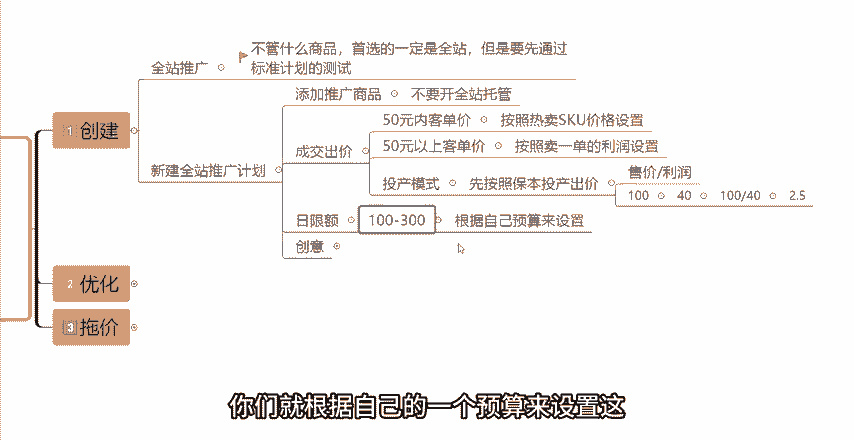 不管什么商品，首选的一定是全站，但是要先通过
标准计划的测试
全站推广
添加推广商品
不要开全站托管
1 创建
50元内客单价
按照热卖SKU价格设置
成交出价
50元以上客单价
按照卖一单的利润设置
新建全站推广计划
售价/利润
投产模式
先按照保本投产出价
100
40
100/40
2.5
日限额
100-300
根据自己预算来设置
创意
2 优化
3 拖价
你们就根据自己的一个预算来设置这